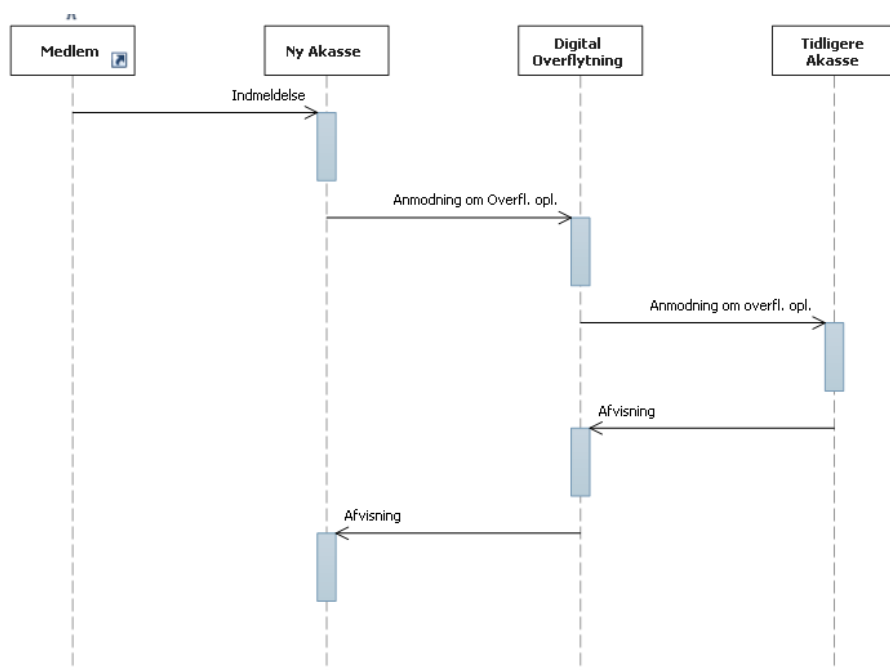 Medlem
Ny Akasse
Digital
Overflytning
Tidligere
Akasse
Indmeldelse
Anmodning om Overfl. opl.
Anmodning om overfl. opl.
Afvisning
Afvisning